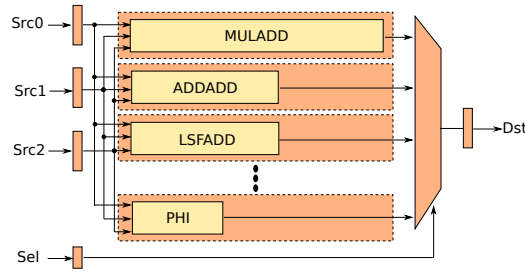 Src0
MULADD
Src1
ADDADD
Dst
Src2
LSFADD
PHI
Sel